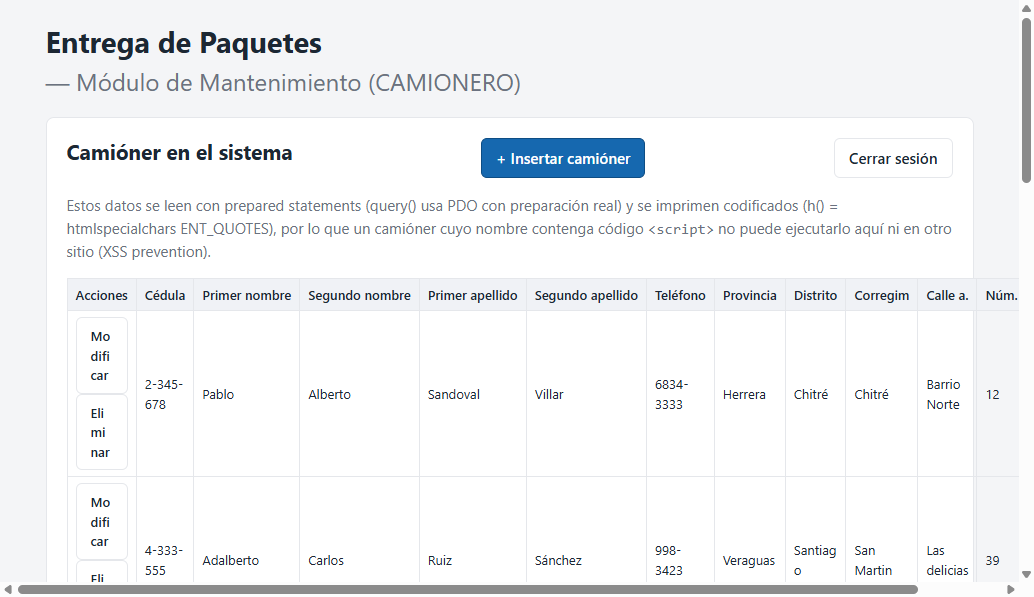 Entrega de Paquetes
— Módulo de Mantenimiento (CAMIONERO)
Camióner en el sistema
+ Insertar camióner
Cerrar sesión
Estos datos se leen con prepared statements (query() usa PDO con preparación real) y se imprimen codificados (h() =
htmlspecialchars ENT_QUOTES), por lo que un camióner cuyo nombre contenga código <script> no puede ejecutarlo aquí ni en otro
sitio (XSS prevention).
Acciones Cédula Primer nombre Segundo nombre Primer apellido Segundo apellido Teléfono Provincia Distrito Corregim Calle a. Núm.
Mo
difi
car
Eli
mi
nar
2-345-
678
Pablo
Alberto
Sandoval
Villar
6834-
3333
Herrera
Chitré
Chitré
Barrio
Norte
12
Mo
difi
car
Eli
4-333-
555
Adalberto
Carlos
Ruiz
Sánchez
998-
3423
Veraguas
Santiag
o
San
Martin
Las
delicias
39